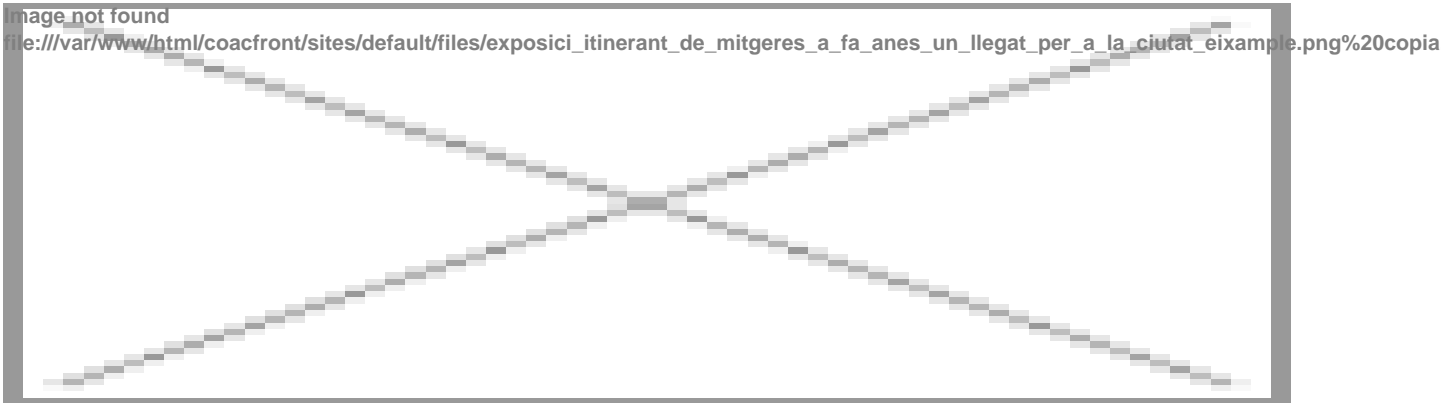 Image not found
file:///var/www/html/coacfront/sites/default/files/exposici_itinerant_de_mitgeres_a_fa_anes_un_llegat_per_a_la_ciutat_eixample.png%20copia